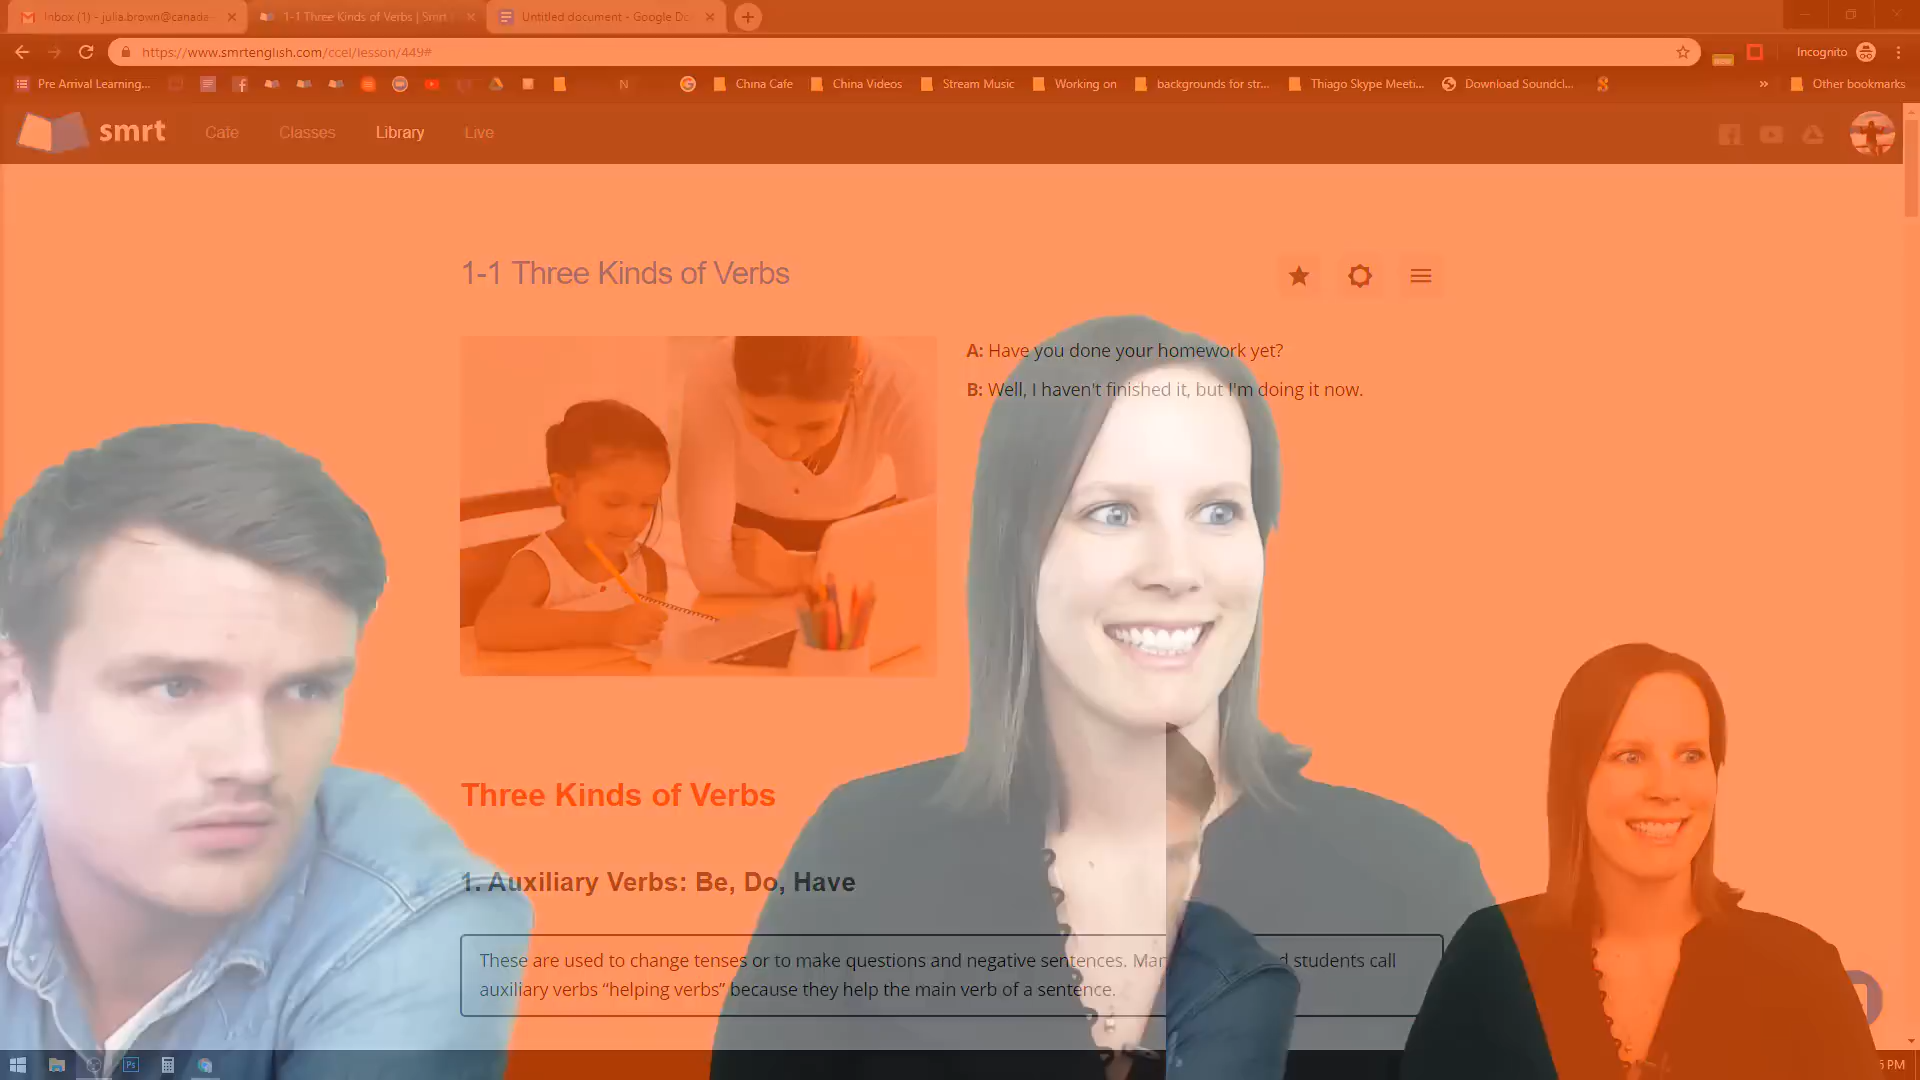 Inbox (1) - julia.brown@canada
1-1 Three Kinds of Verbs | Smrt
Untitled document - Google Do
https://www.smrtenglish.com/ccel/lesson/449#
Incognito
Pre Arrival Learning...
N
China Cafe
China Videos
Stream Music
Working on
backgrounds for str...
Thiago Skype Meeti...
Download Soundcl...
Other bookmarks
smrt
Cafe
Classes
Library
Live
1-1 Three Kinds of Verbs
A: Have you done your homework yet?
B: Well, I haven't finished it, but I'm doing it now.
Three Kinds of Verbs
1. Auxiliary Verbs: Be, Do, Have
These are used to change tenses or to make questions and negative sentences. students call
auxiliary verbs “helping verbs” because they help the main verb of a sentence.
Ps
PM